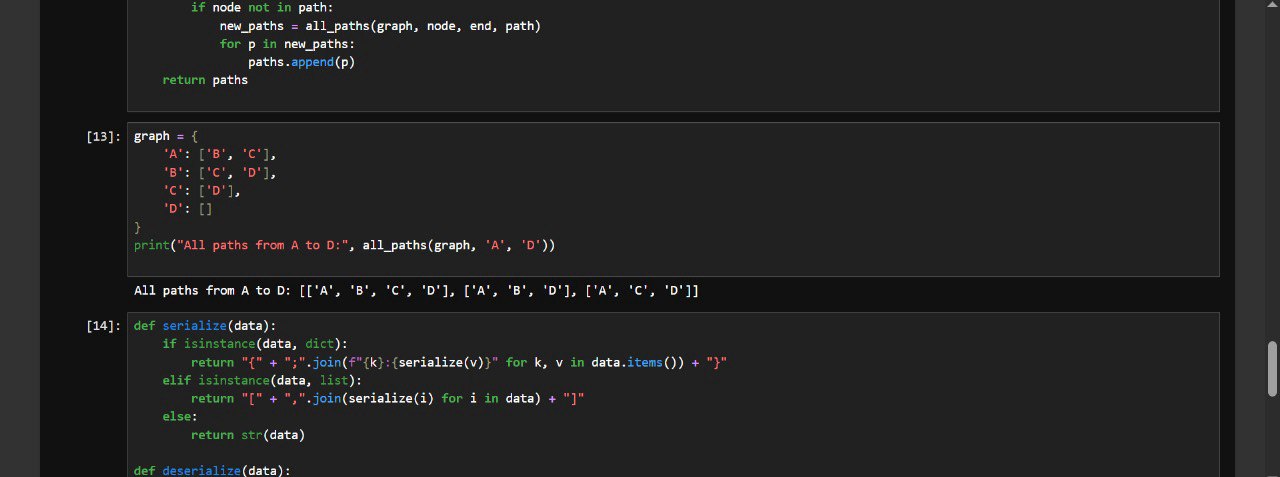 if node not in path:
new_paths = all_paths(graph, node, end, path)
for p in new_paths:
paths.append(p)
return paths
[13]: graph = {
'A': ['B', 'C'],
'B': ['C', 'D'],
'C': ['D'],
'D': []
}
print("All paths from A to D:", all_paths(graph, 'A', 'D'))
All paths from A to D: [['A', 'B', 'C', 'D'], ['A', 'B', 'D'], ['A', 'C', 'D']]
[14]: def serialize(data):
if isinstance(data, dict):
return "{" + ";".join(f"{k}:{serialize(v)}" for k, v in data.items()) + "}"
elif isinstance(data, list):
return "[" + ",".join(serialize(i) for i in data) + "]"
else:
return str(data)
def deserialize(data):